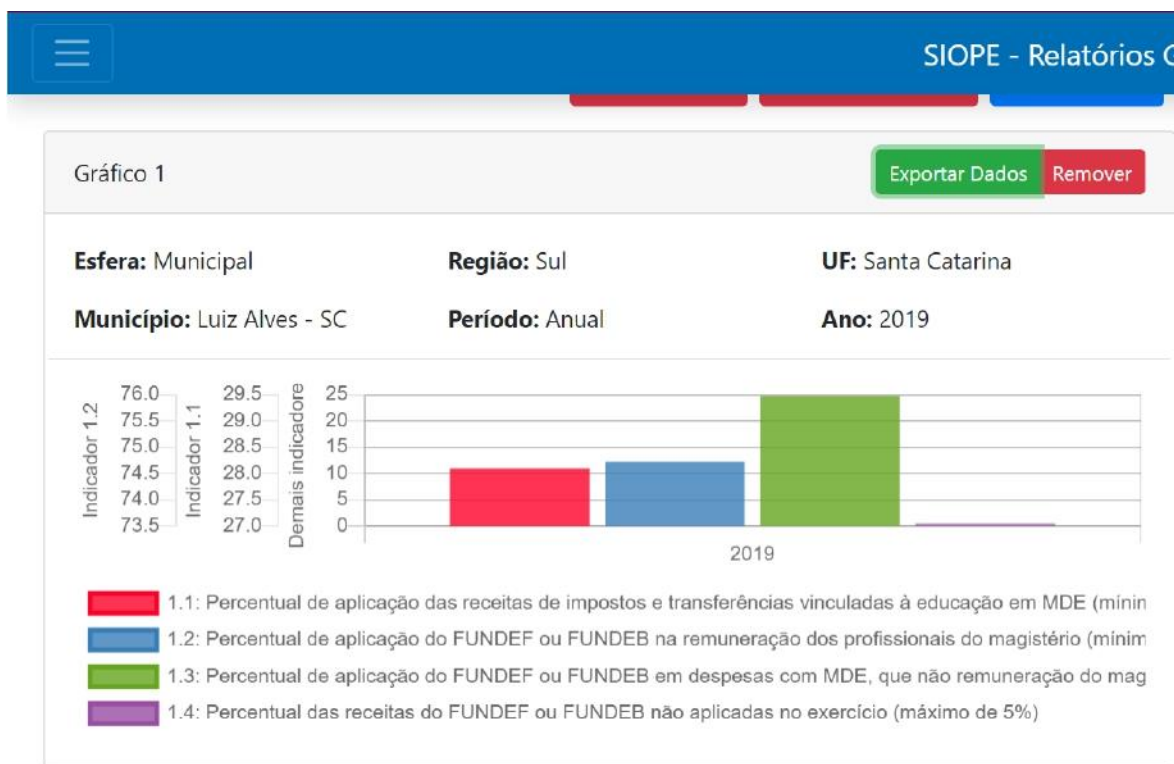 SIOPE - Relatórios
Gráfico 1
Exportar Dados
Remover
Esfera: Municipal
Região: Sul
UF: Santa Catarina
Município: Luiz Alves - SC
Período: Anual
Ano: 2019
Indicador 1.2
76.0
75.5
75.0
74.5
74.0
73.5
Indicador 1.1
29.5
29.0
28.5
28.0
27.5
27.0
Demais indicadore
25
20
15
10
5
0
2019
1.1: Percentual de aplicação das receitas de impostos e transferências vinculadas à educação em MDE (mínin
1.2: Percentual de aplicação do FUNDEF ou FUNDEB na remuneração dos profissionais do magistério (mínim
1.3: Percentual de aplicação do FUNDEF ou FUNDEB em despesas com MDE, que não remuneração do mag
1.4: Percentual das receitas do FUNDEF ou FUNDEB não aplicadas no exercício (máximo de 5%)